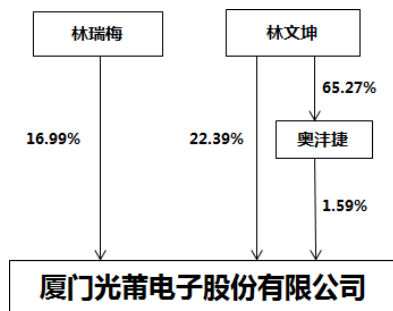 林瑞梅
林文坤
65.27%
16.99%
22.39%
奥沣捷
1.59%
厦门光莆电子股份有限公司